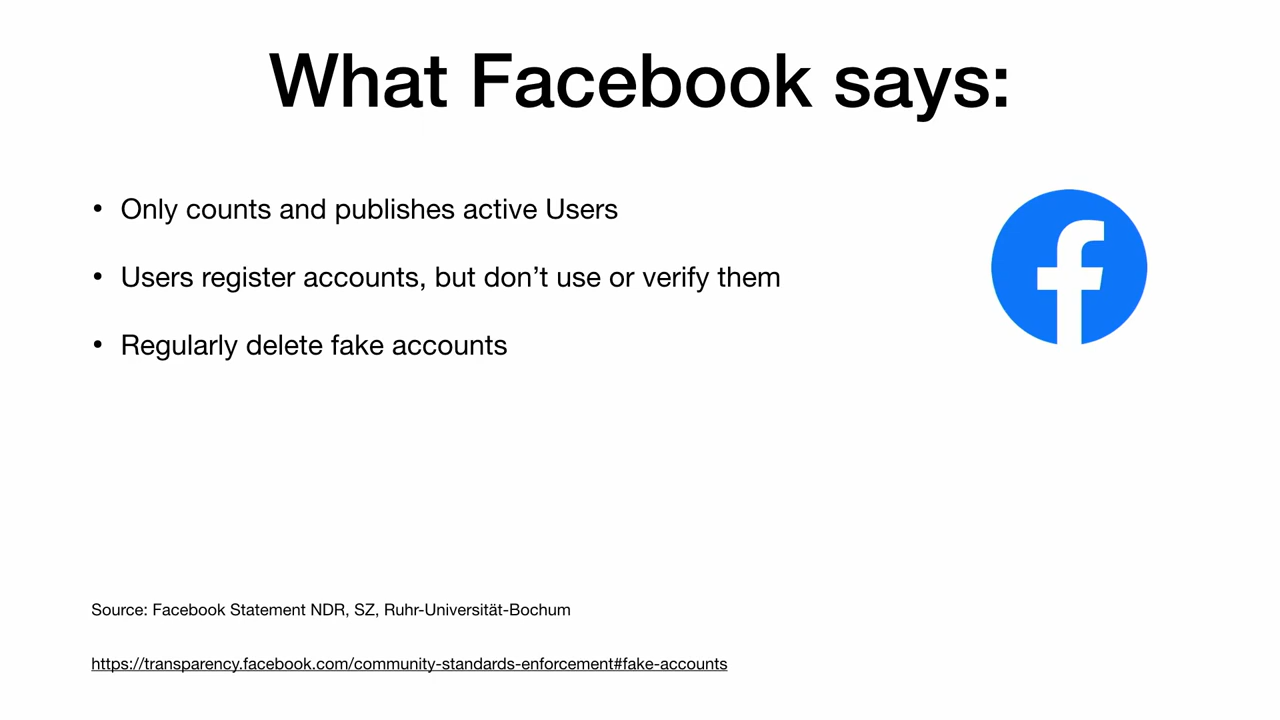 What Facebook says:
• Only counts and publishes active Users
• Users register accounts, but don’t use or verify them
• Regularly delete fake accounts
Source: Facebook Statement NDR, SZ, Ruhr-Universität-Bochum
https://transparency.facebook.com/community-standards-enforcement#fake-accounts